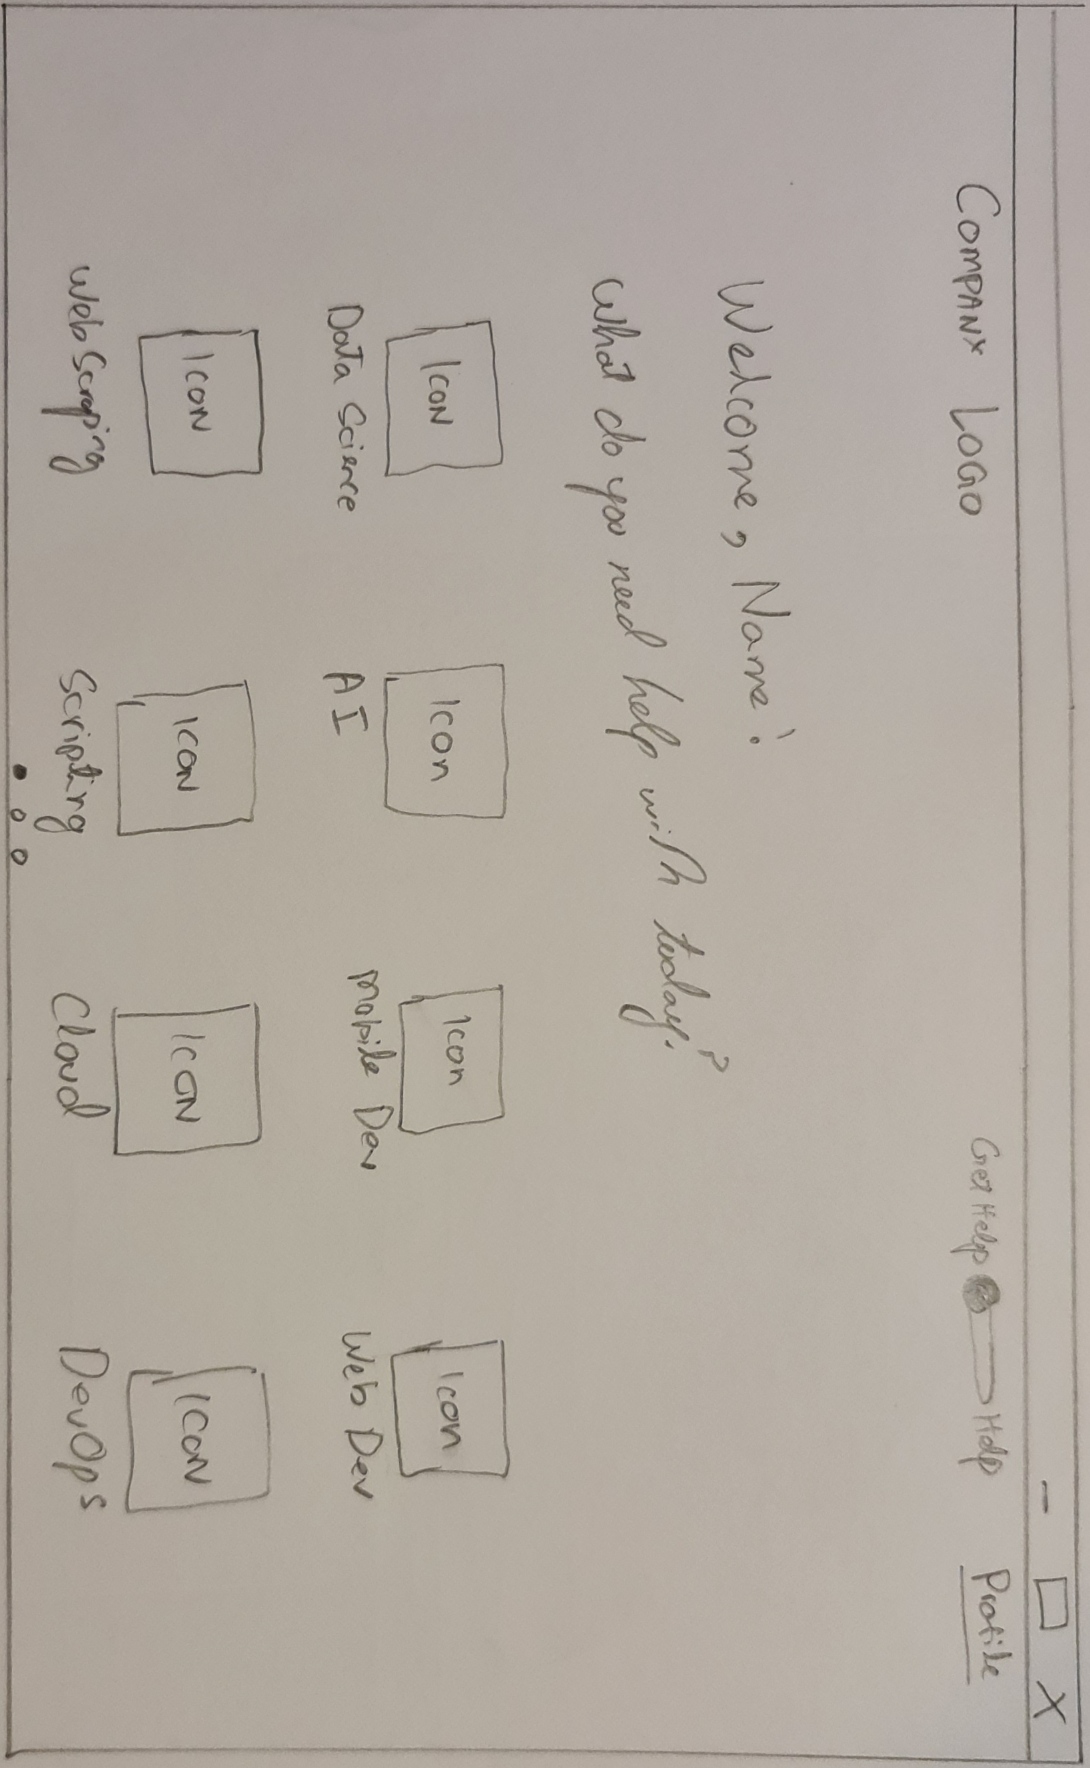 COMPANY LOGO
Get Help Help Profile
Welcome, Name!
What do you need help with today?
ICON Icon Icon Icon
Data Science AI Mobile Dev Web Dev
ICON ICON ICON ICON
Web Scraping Scripting Cloud DevOps